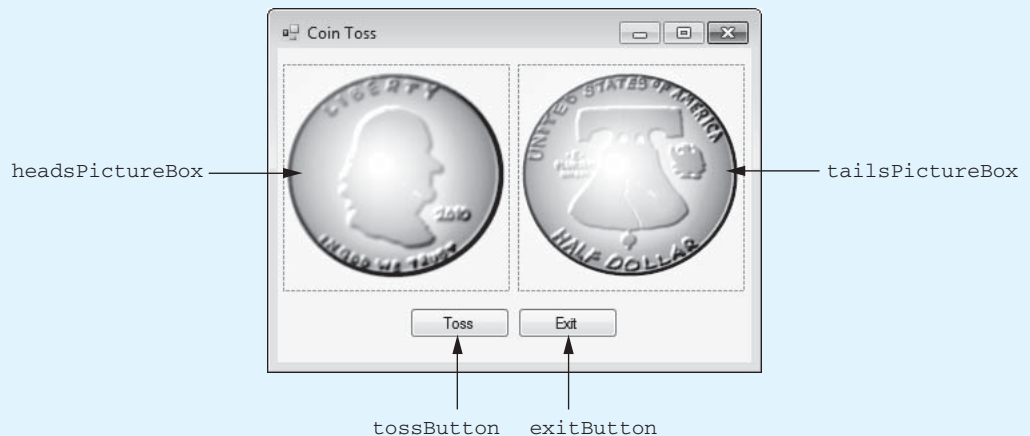 Coin Toss
LIBERTY
2010
IN GOD WE TRUST
UNITED STATES OF AMERICA
HALF DOLLAR
headsPictureBox
tailsPictureBox
Toss
Exit
tossButton
exitButton